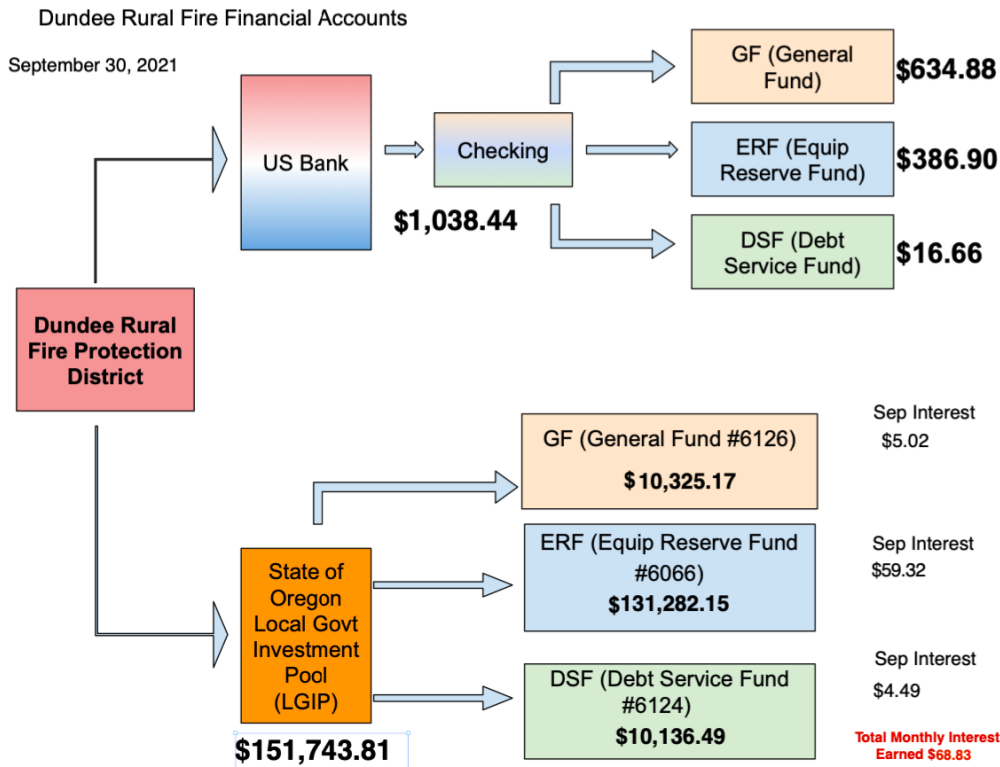 Dundee Rural Fire Financial Accounts
September 30, 2021
US Bank
Checking
$1,038.44
GF (General
Fund)
$634.88
ERF (Equip
Reserve Fund)
$386.90
DSF (Debt
Service Fund)
$16.66
Dundee Rural
Fire Protection
District
State of
Oregon
Local Govt
Investment
Pool
(LGIP)
$151,743.81
GF (General Fund #6126)
$10,325.17
Sep Interest
$5.02
ERF (Equip Reserve Fund
#6066)
$131,282.15
Sep Interest
$59.32
DSF (Debt Service Fund
#6124)
$10,136.49
Sep Interest
$4.49
Total Monthly Interest
Earned $68.83